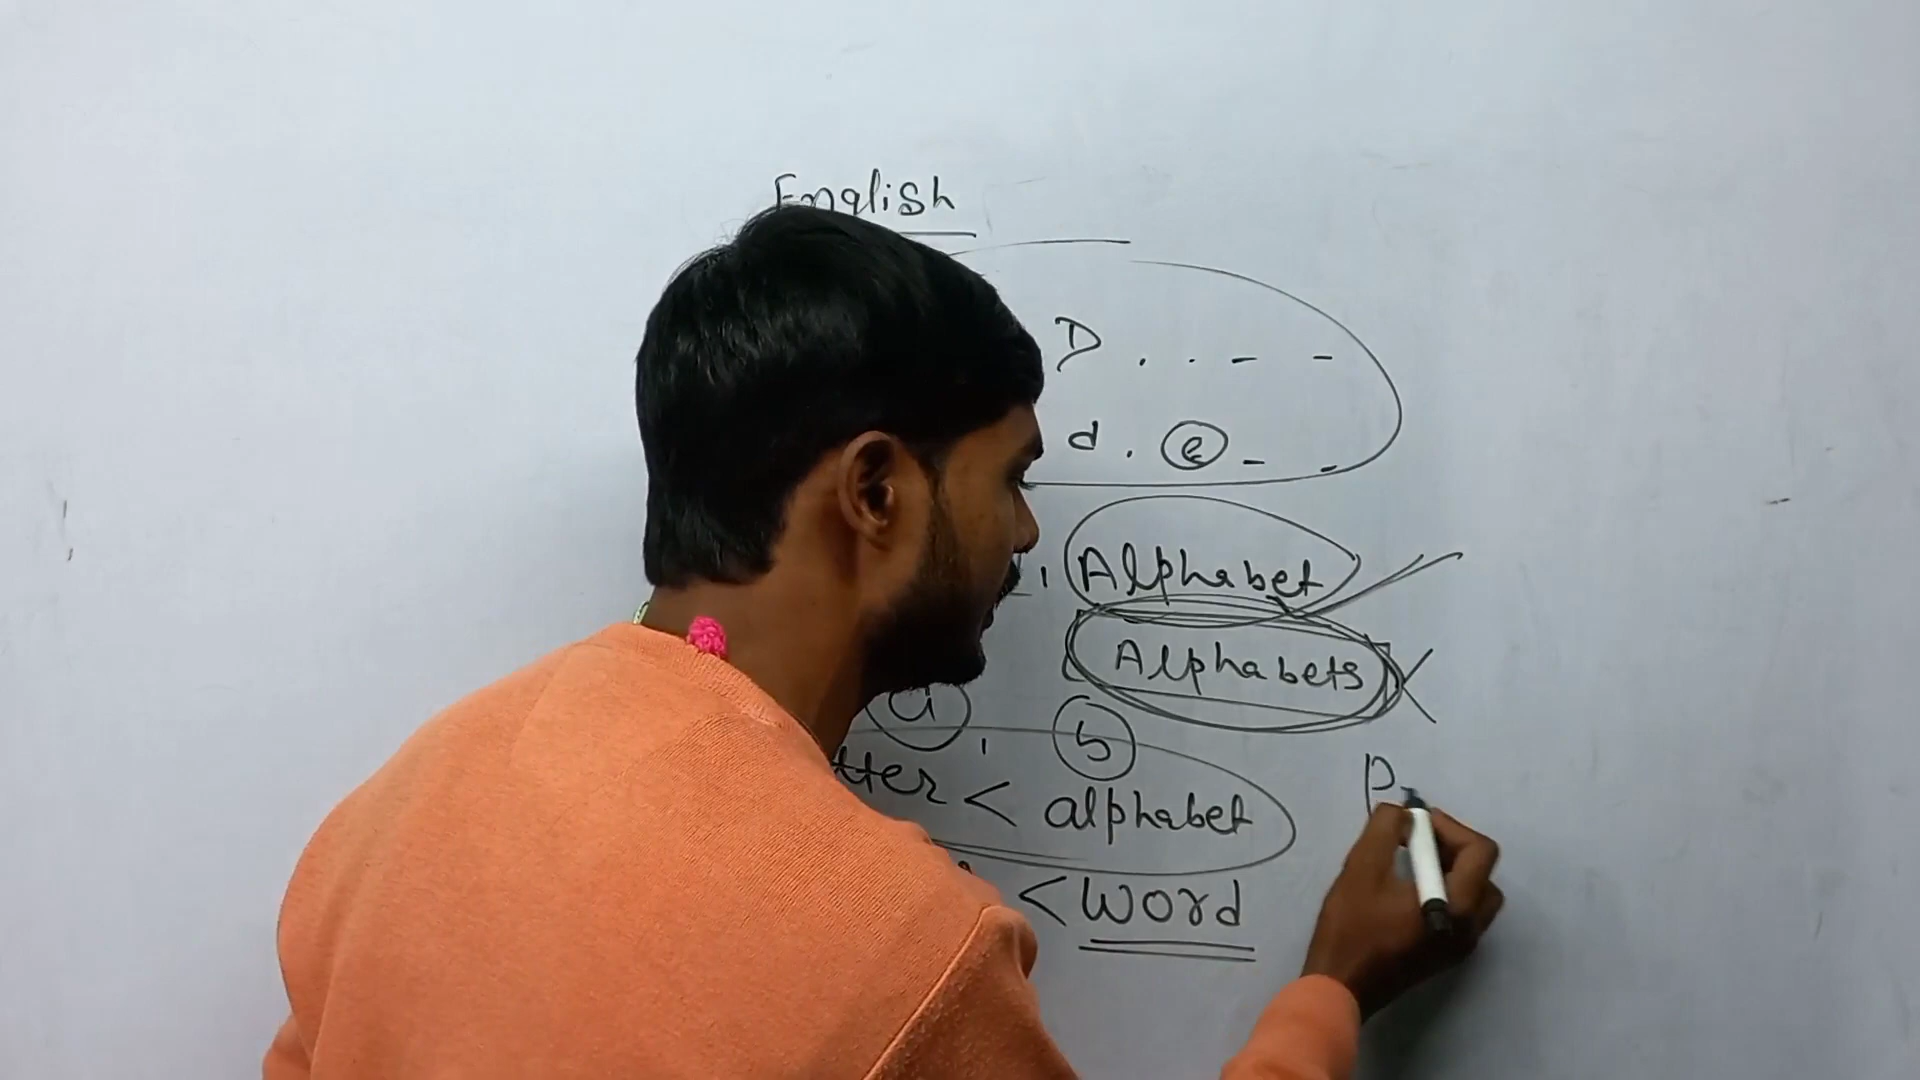 English
D . . - -
d . e - -
, Alphabet
Alphabets
a , b
tter < alphabet
P
< word